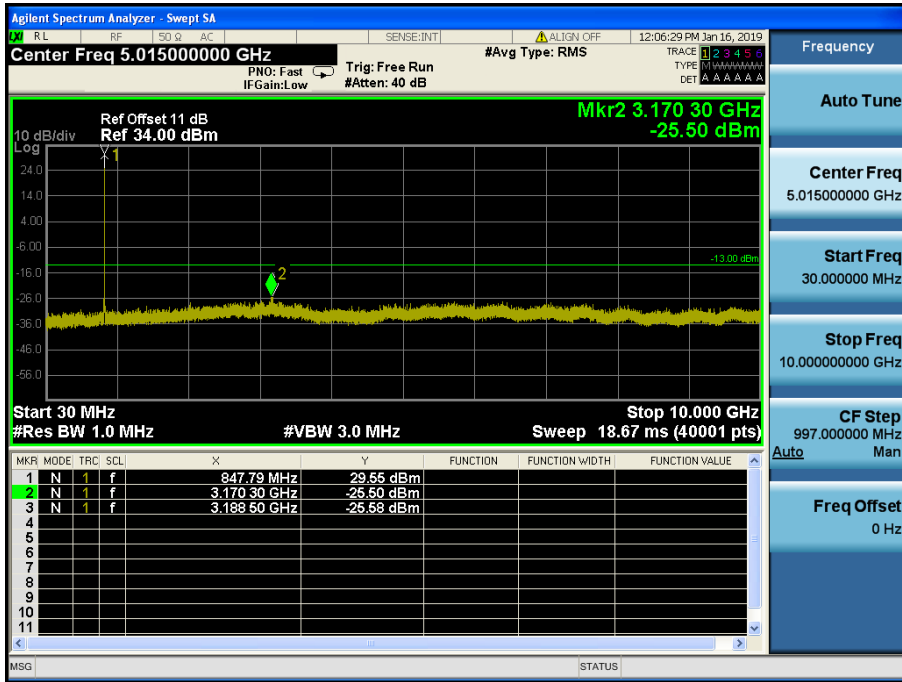 Agilent Spectrum Analyzer - Swept SA
LXI RL RF 50 Ω AC SENSE:INT ALIGN OFF 12:06:29 PM Jan 16, 2019
Center Freq 5.015000000 GHz #Avg Type: RMS TRACE 1 2 3 4 5 6
PNO: Fast Trig: Free Run TYPE M WWWWW
IFGain:Low #Atten: 40 dB DET A A A A A A
Mkr2 3.170 30 GHz
-25.50 dBm
Ref Offset 11 dB
10 dB/div Ref 34.00 dBm
Log
1
24.0
14.0
4.00
-6.00
-13.00 dBm
-16.0
2
-26.0
-36.0
-46.0
-56.0
Start 30 MHz Stop 10.000 GHz
#Res BW 1.0 MHz #VBW 3.0 MHz Sweep 18.67 ms (40001 pts)
MKR MODE TRC SCL X Y FUNCTION FUNCTION WIDTH FUNCTION VALUE
1 N 1 f 847.79 MHz 29.55 dBm
2 N 1 f 3.170 30 GHz -25.50 dBm
3 N 1 f 3.188 50 GHz -25.58 dBm
4
5
6
7
8
9
10
11
MSG STATUS
Frequency
Auto Tune
Center Freq
5.015000000 GHz
Start Freq
30.000000 MHz
Stop Freq
10.000000000 GHz
CF Step
997.000000 MHz
Auto Man
Freq Offset
0 Hz